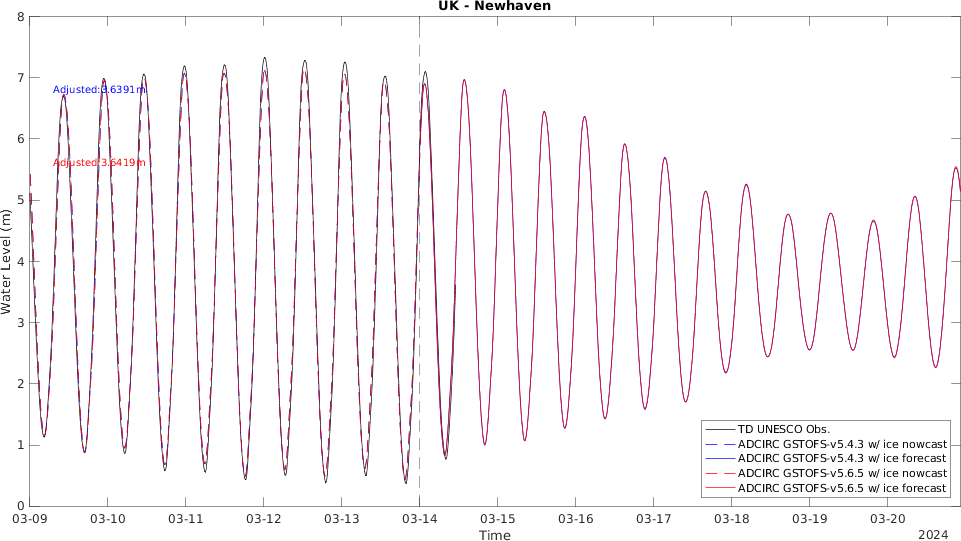 UK - Newhaven
8
7
6
5
4
3
2
1
0
Water Level (m)
Adjusted:3.6391m
Adjusted:3.6419m
TD UNESCO Obs.
ADCIRC GSTOFS-v5.4.3 w/ ice nowcast
ADCIRC GSTOFS-v5.4.3 w/ ice forecast
ADCIRC GSTOFS-v5.6.5 w/ ice nowcast
ADCIRC GSTOFS-v5.6.5 w/ ice forecast
03-09 03-10 03-11 03-12 03-13 03-14 03-15 03-16 03-17 03-18 03-19 03-20
Time
2024